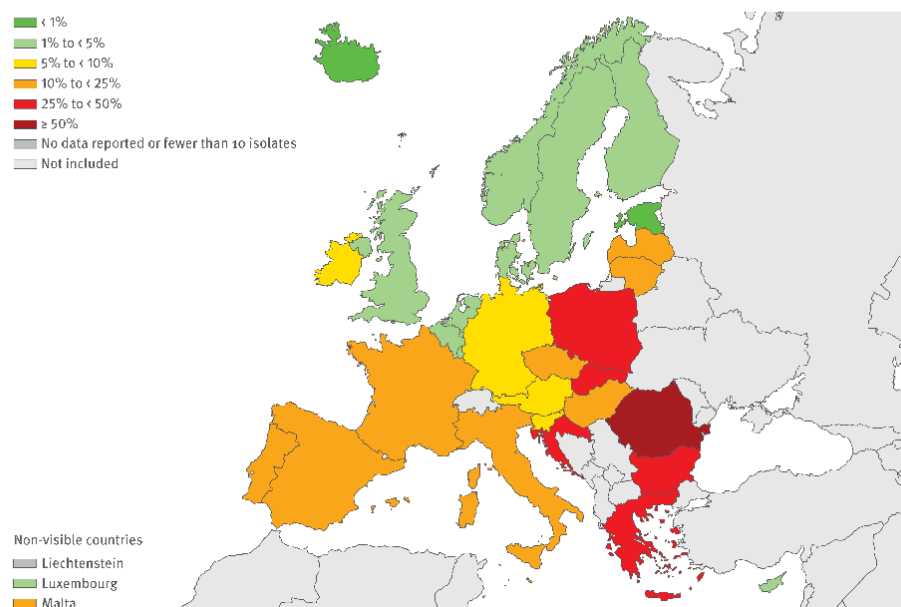 < 1%
1% to < 5%
5% to < 10%
10% to < 25%
25% to < 50%
≥ 50%
No data reported or fewer than 10 isolates
Not included
Non-visible countries
Liechtenstein
Luxembourg
Malta